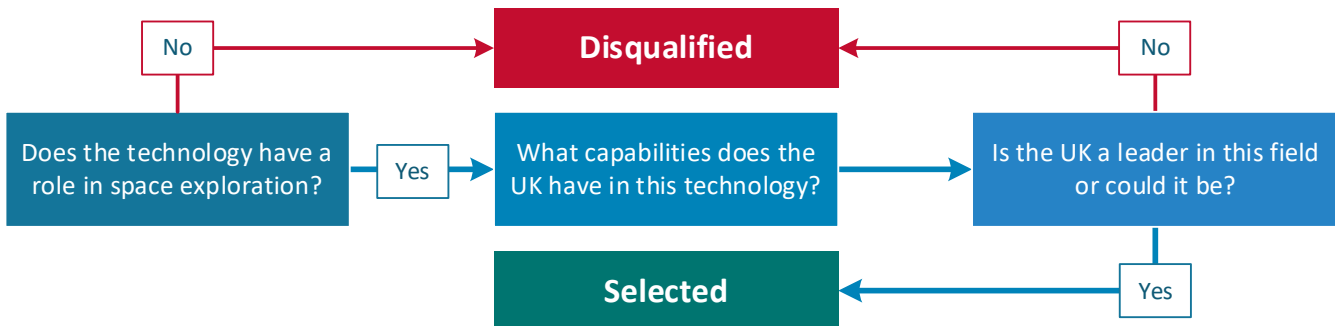 No
Disqualified
No
Does the technology have a
role in space exploration?
Yes
What capabilities does the
UK have in this technology?
Is the UK a leader in this field
or could it be?
Selected
Yes